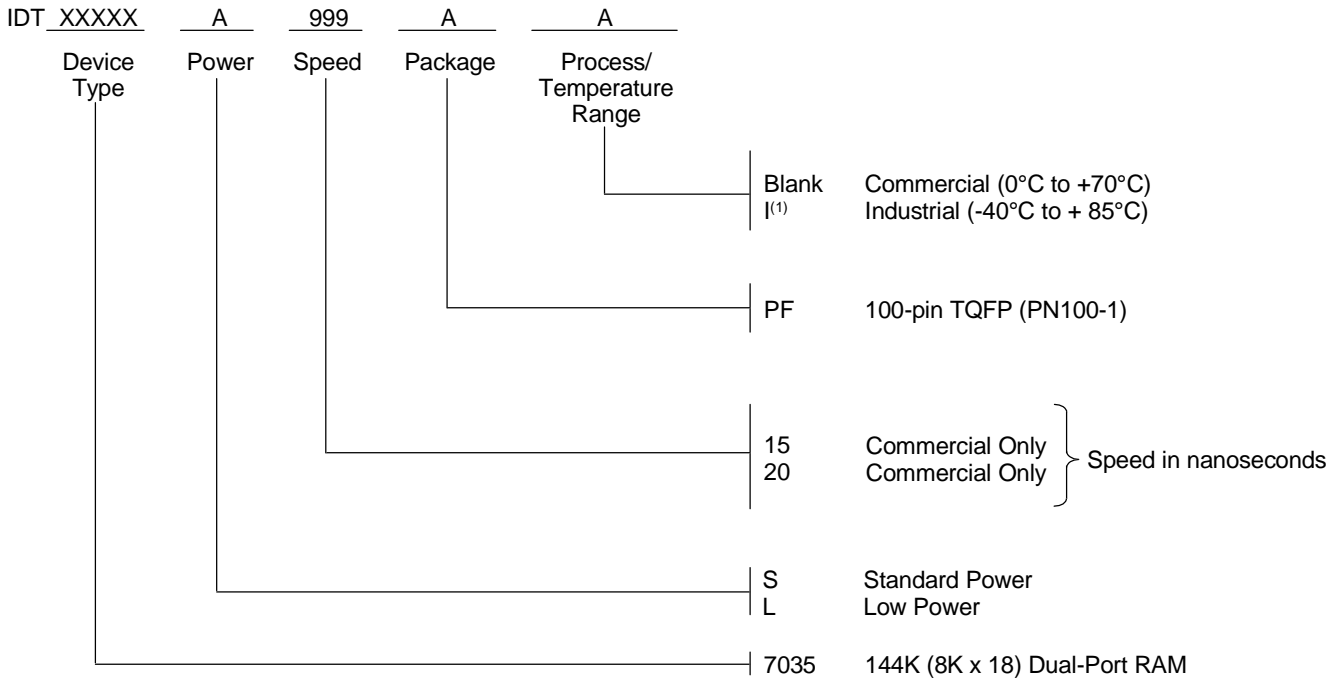 IDT XXXXX A 999 A A
Device Type Power Speed Package Process/ Temperature Range
Blank Commercial (0°C to +70°C)
I(1) Industrial (-40°C to + 85°C)
PF 100-pin TQFP (PN100-1)
15 Commercial Only
20 Commercial Only
Speed in nanoseconds
S Standard Power
L Low Power
7035 144K (8K x 18) Dual-Port RAM